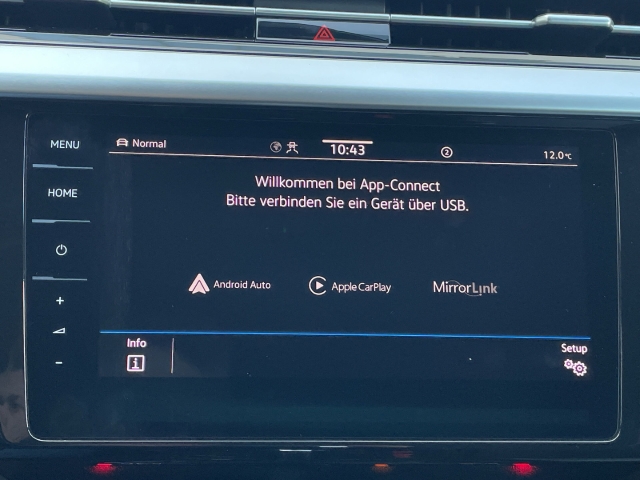 MENU
Normal
10:43
2
12.0°C
HOME
Willkommen bei App-Connect
Bitte verbinden Sie ein Gerät über USB.
Android Auto
Apple CarPlay
MirrorLink
+
-
Info
i
Setup